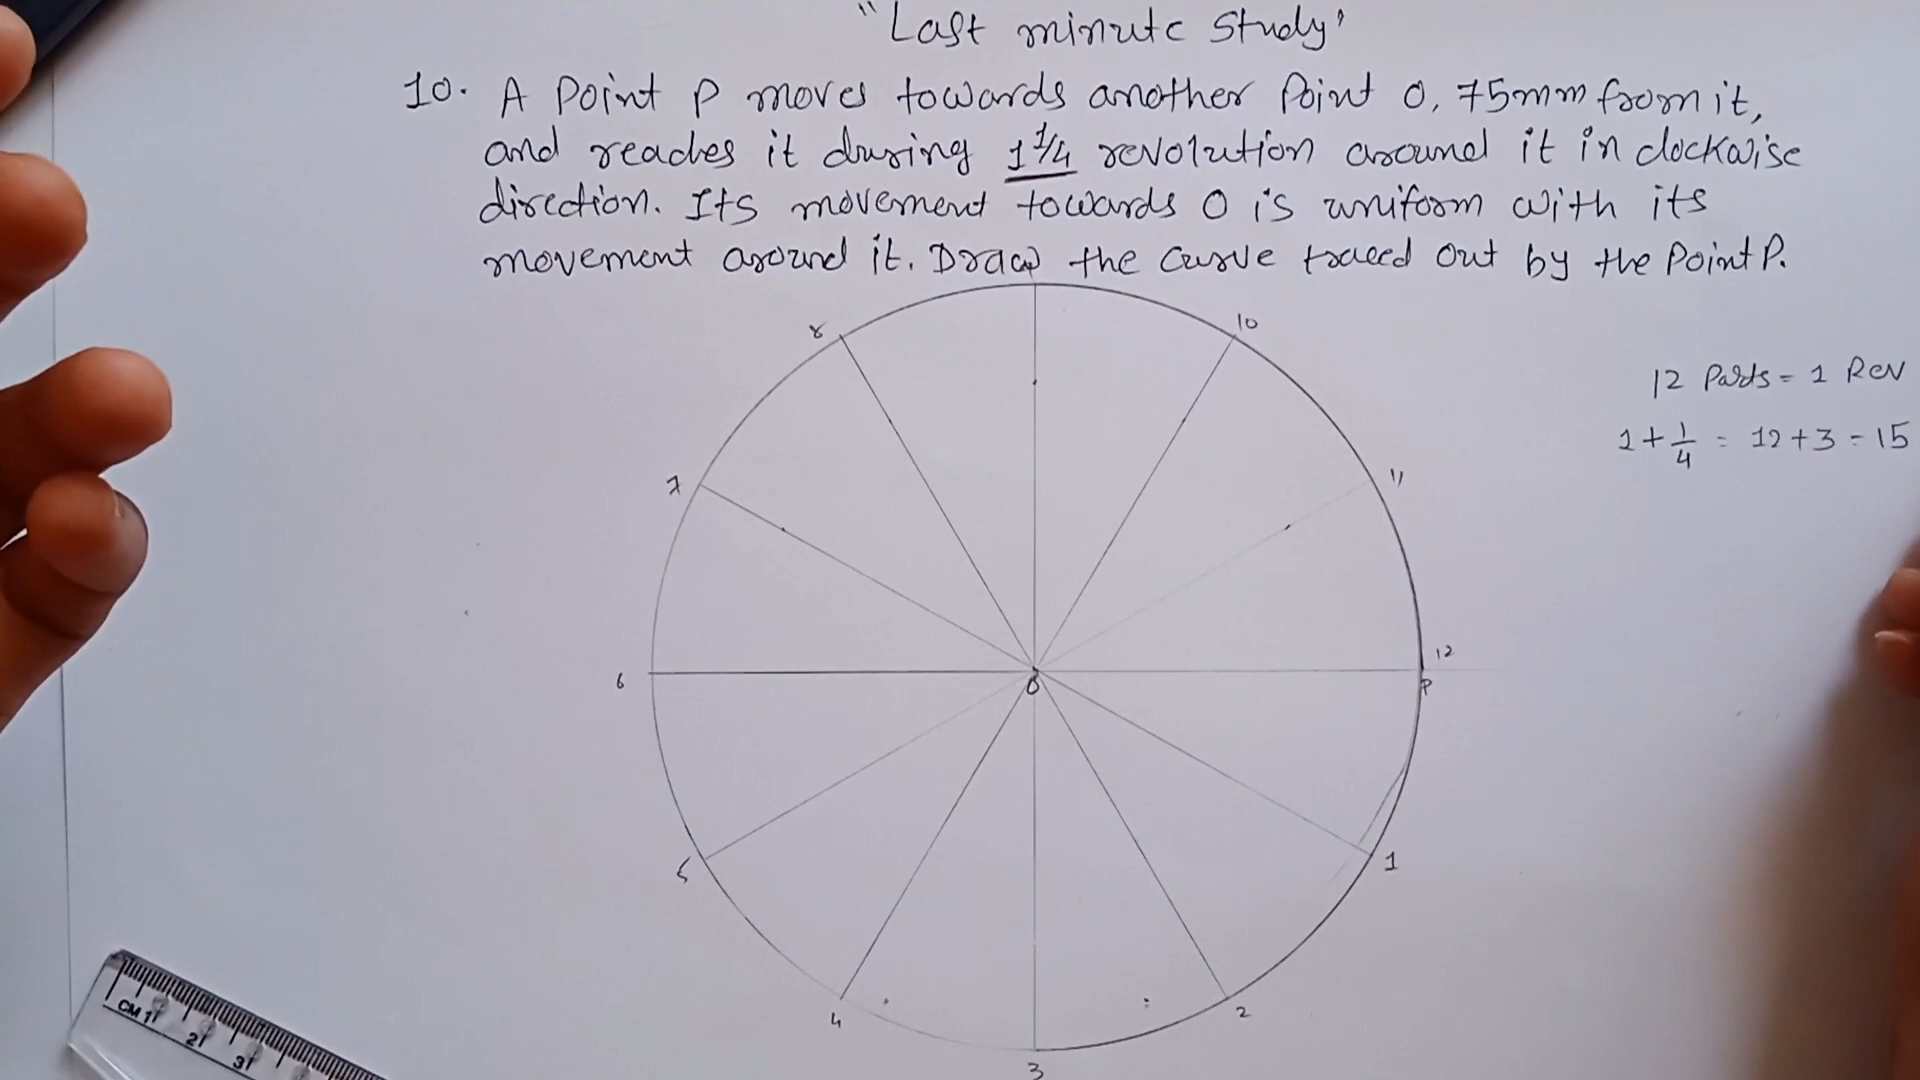 "Last minute study"
10. A Point P moves towards another Point O, 75mm from it,
and reaches it during 1 1/4 revolution around it in clockwise
direction. Its movement towards O is uniform with its
movement around it. Draw the curve traced out by the Point P.
8
10
12 Parts = 1 Rev
1 + 1/4 = 12+3 = 15
7
11
12
6
O
P
5
1
4
2
3
CM 1
2
3